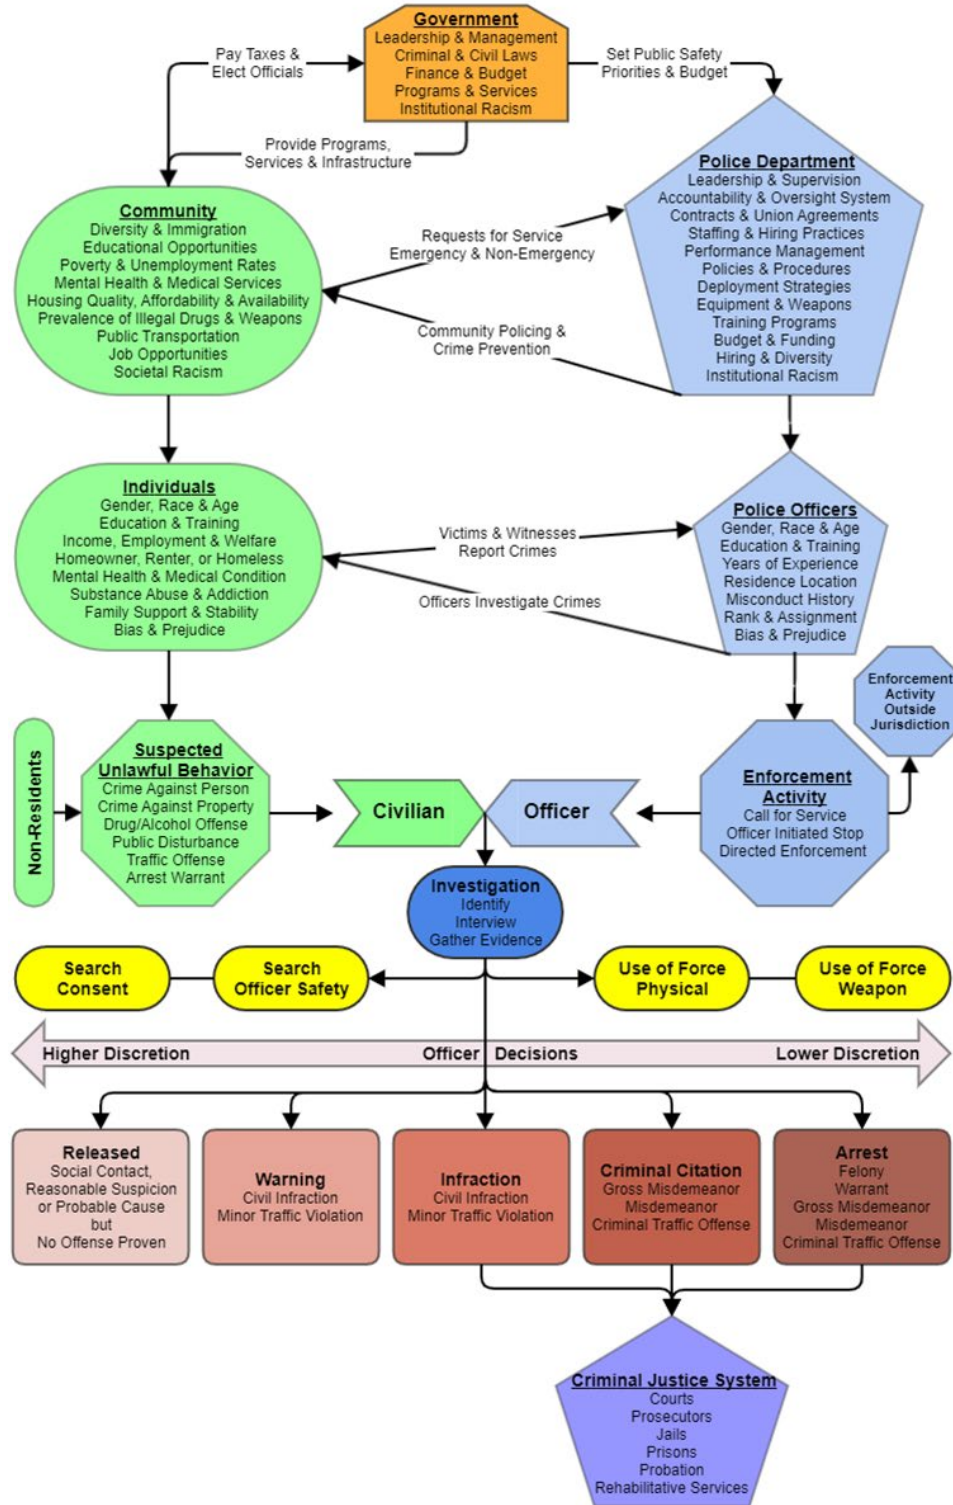 Government
Leadership & Management
Criminal & Civil Laws
Finance & Budget
Programs & Services
Institutional Racism
Pay Taxes &
Elect Officials
Set Public Safety
Priorities & Budget
Provide Programs,
Services & Infrastructure
Community
Diversity & Immigration
Educational Opportunities
Poverty & Unemployment Rates
Mental Health & Medical Services
Housing Quality, Affordability & Availability
Prevalence of Illegal Drugs & Weapons
Public Transportation
Job Opportunities
Societal Racism
Requests for Service
Emergency & Non-Emergency
Community Policing &
Crime Prevention
Police Department
Leadership & Supervision
Accountability & Oversight System
Contracts & Union Agreements
Staffing & Hiring Practices
Performance Management
Policies & Procedures
Deployment Strategies
Equipment & Weapons
Training Programs
Budget & Funding
Hiring & Diversity
Institutional Racism
Individuals
Gender, Race & Age
Education & Training
Income, Employment & Welfare
Homeowner, Renter, or Homeless
Mental Health & Medical Condition
Substance Abuse & Addiction
Family Support & Stability
Bias & Prejudice
Victims & Witnesses
Report Crimes
Officers Investigate Crimes
Police Officers
Gender, Race & Age
Education & Training
Years of Experience
Residence Location
Misconduct History
Rank & Assignment
Bias & Prejudice
Enforcement
Activity
Outside
Jurisdiction
Non-Residents
Suspected
Unlawful Behavior
Crime Against Person
Crime Against Property
Drug/Alcohol Offense
Public Disturbance
Traffic Offense
Arrest Warrant
Civilian
Officer
Enforcement
Activity
Call for Service
Officer Initiated Stop
Directed Enforcement
Investigation
Identify
Interview
Gather Evidence
Search
Consent
Search
Officer Safety
Use of Force
Physical
Use of Force
Weapon
Higher Discretion
Officer Decisions
Lower Discretion
Released
Social Contact,
Reasonable Suspicion
or Probable Cause
but
No Offense Proven
Warning
Civil Infraction
Minor Traffic Violation
Infraction
Civil Infraction
Minor Traffic Violation
Criminal Citation
Gross Misdemeanor
Misdemeanor
Criminal Traffic Offense
Arrest
Felony
Warrant
Gross Misdemeanor
Misdemeanor
Criminal Traffic Offense
Criminal Justice System
Courts
Prosecutors
Jails
Prisons
Probation
Rehabilitative Services